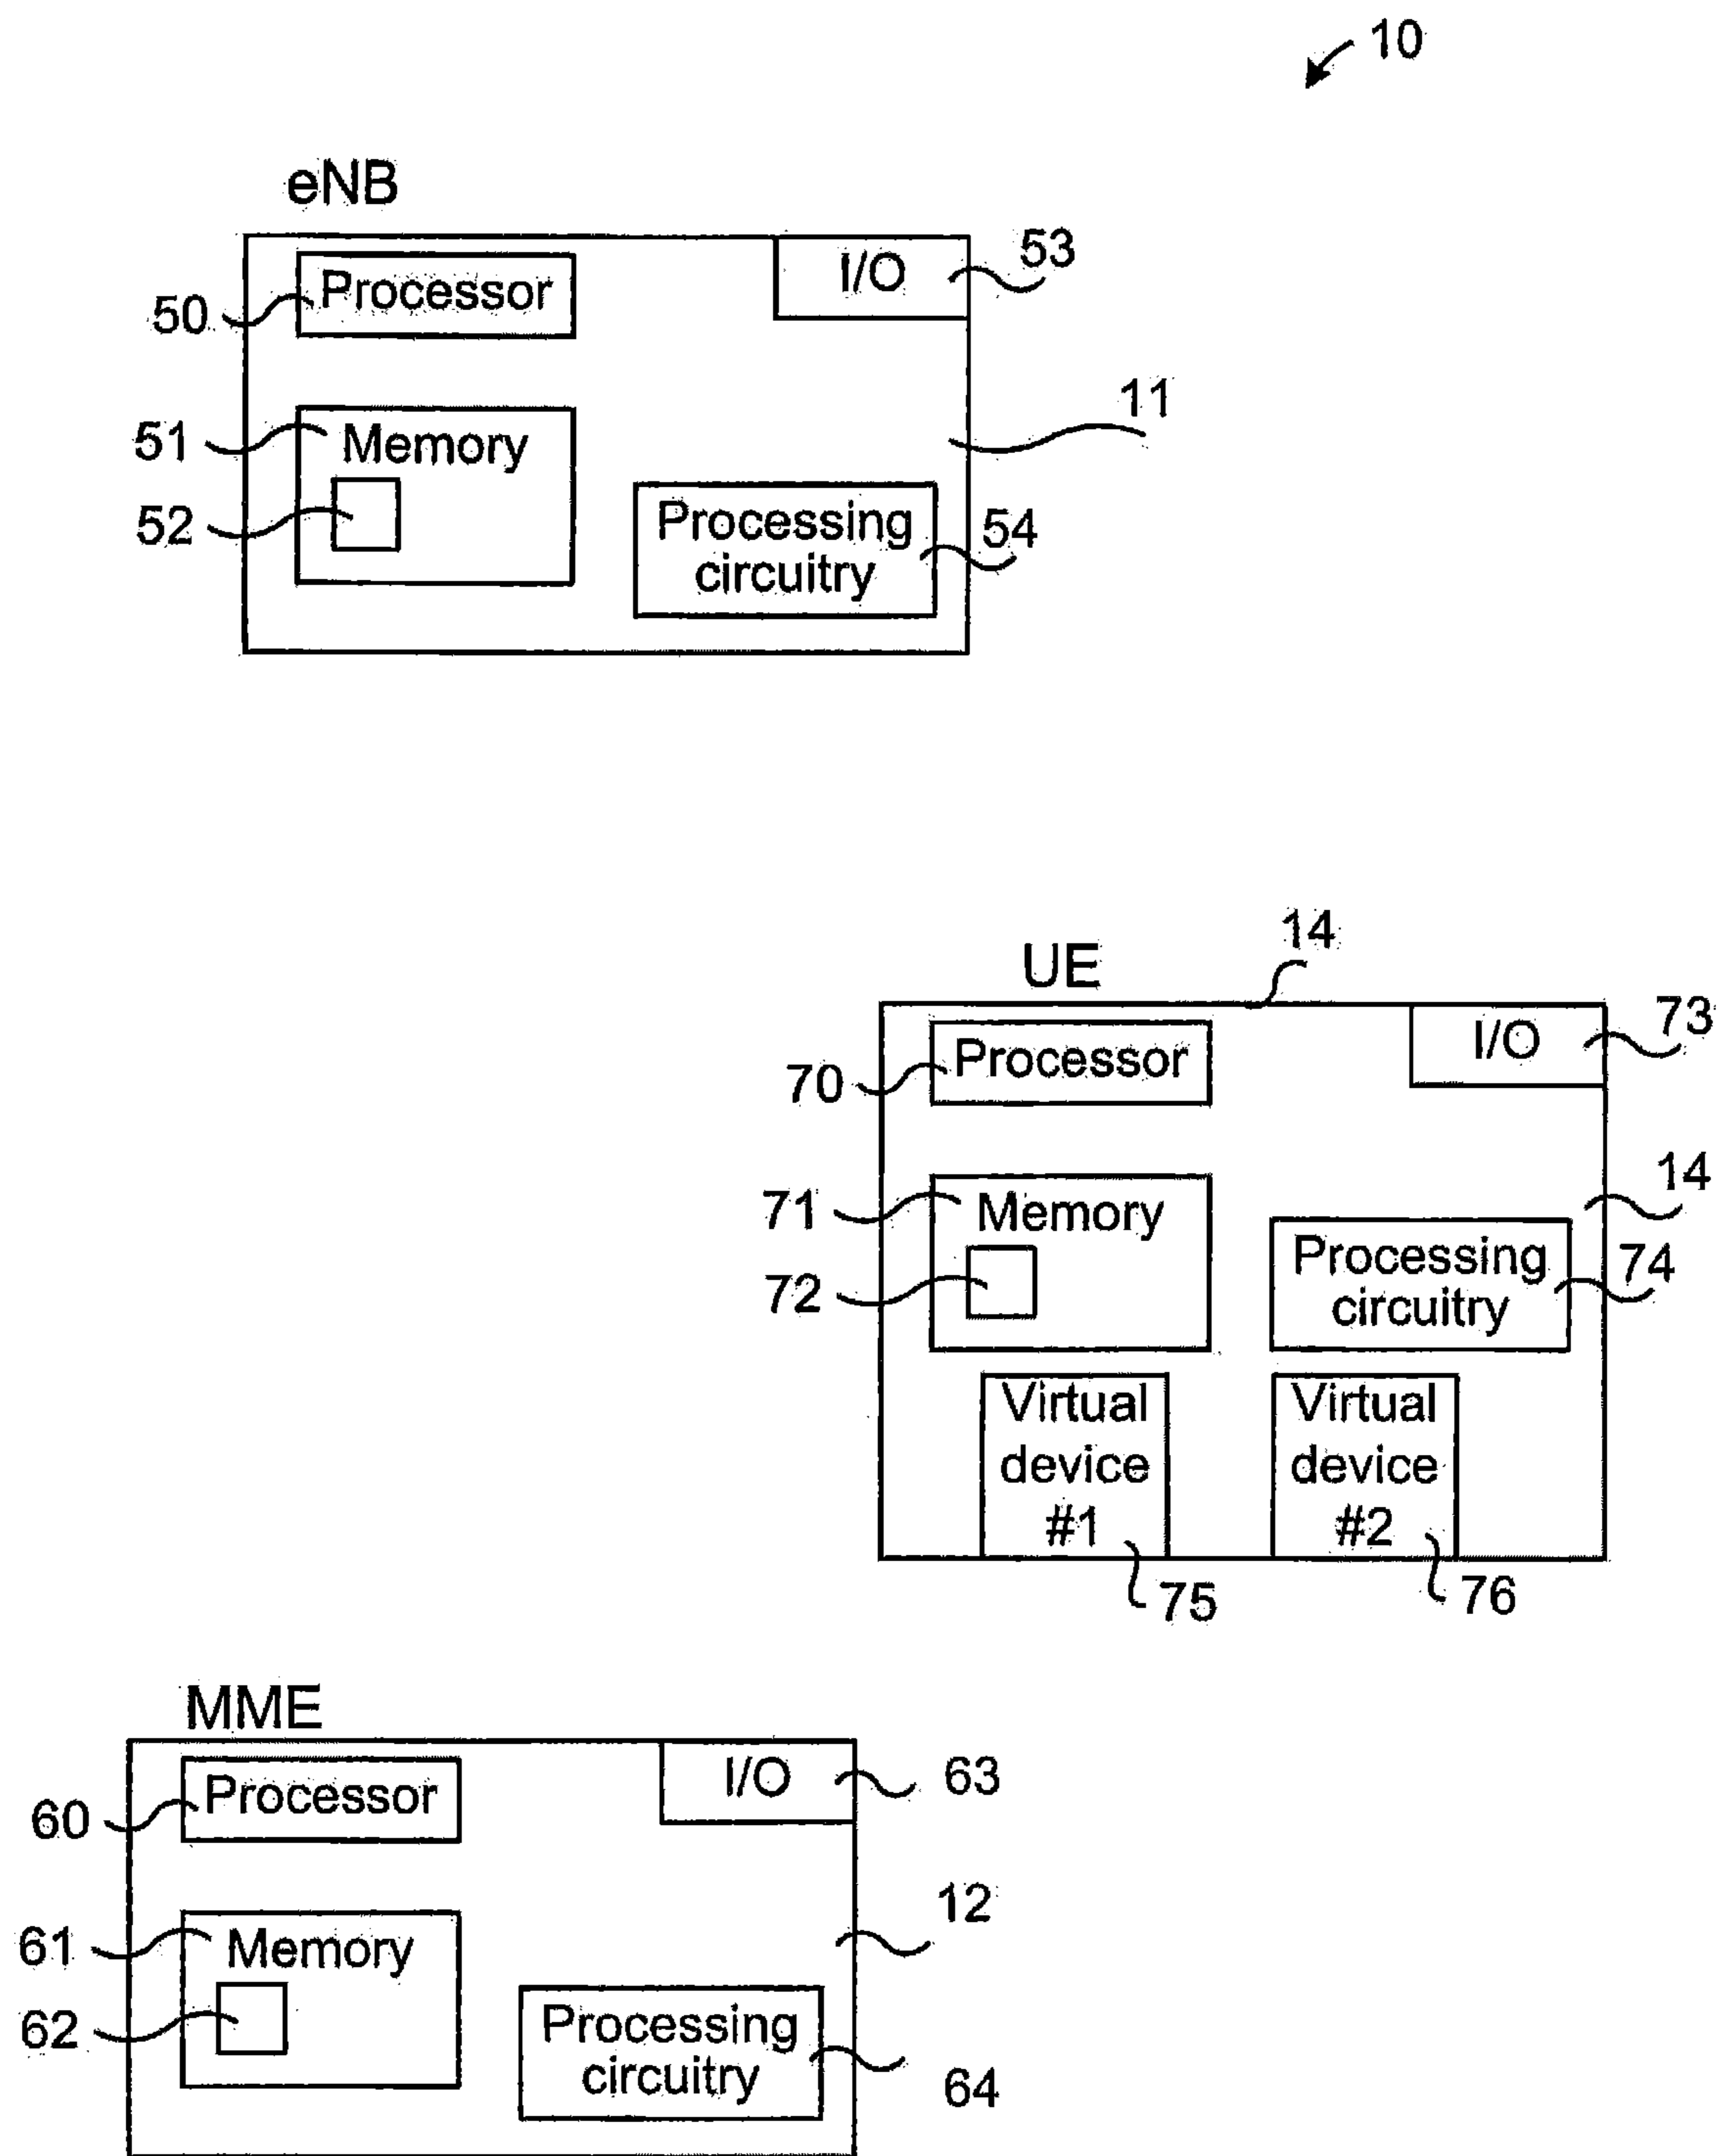 10
eNB
Processor
I/O
53
50
11
51
Memory
52
Processing
circuitry
54
14
UE
Processor
I/O
73
70
14
71
Memory
72
Processing
circuitry
74
Virtual
device
#1
Virtual
device
#2
75
76
MME
Processor
I/O
63
60
12
61
Memory
62
Processing
circuitry
64